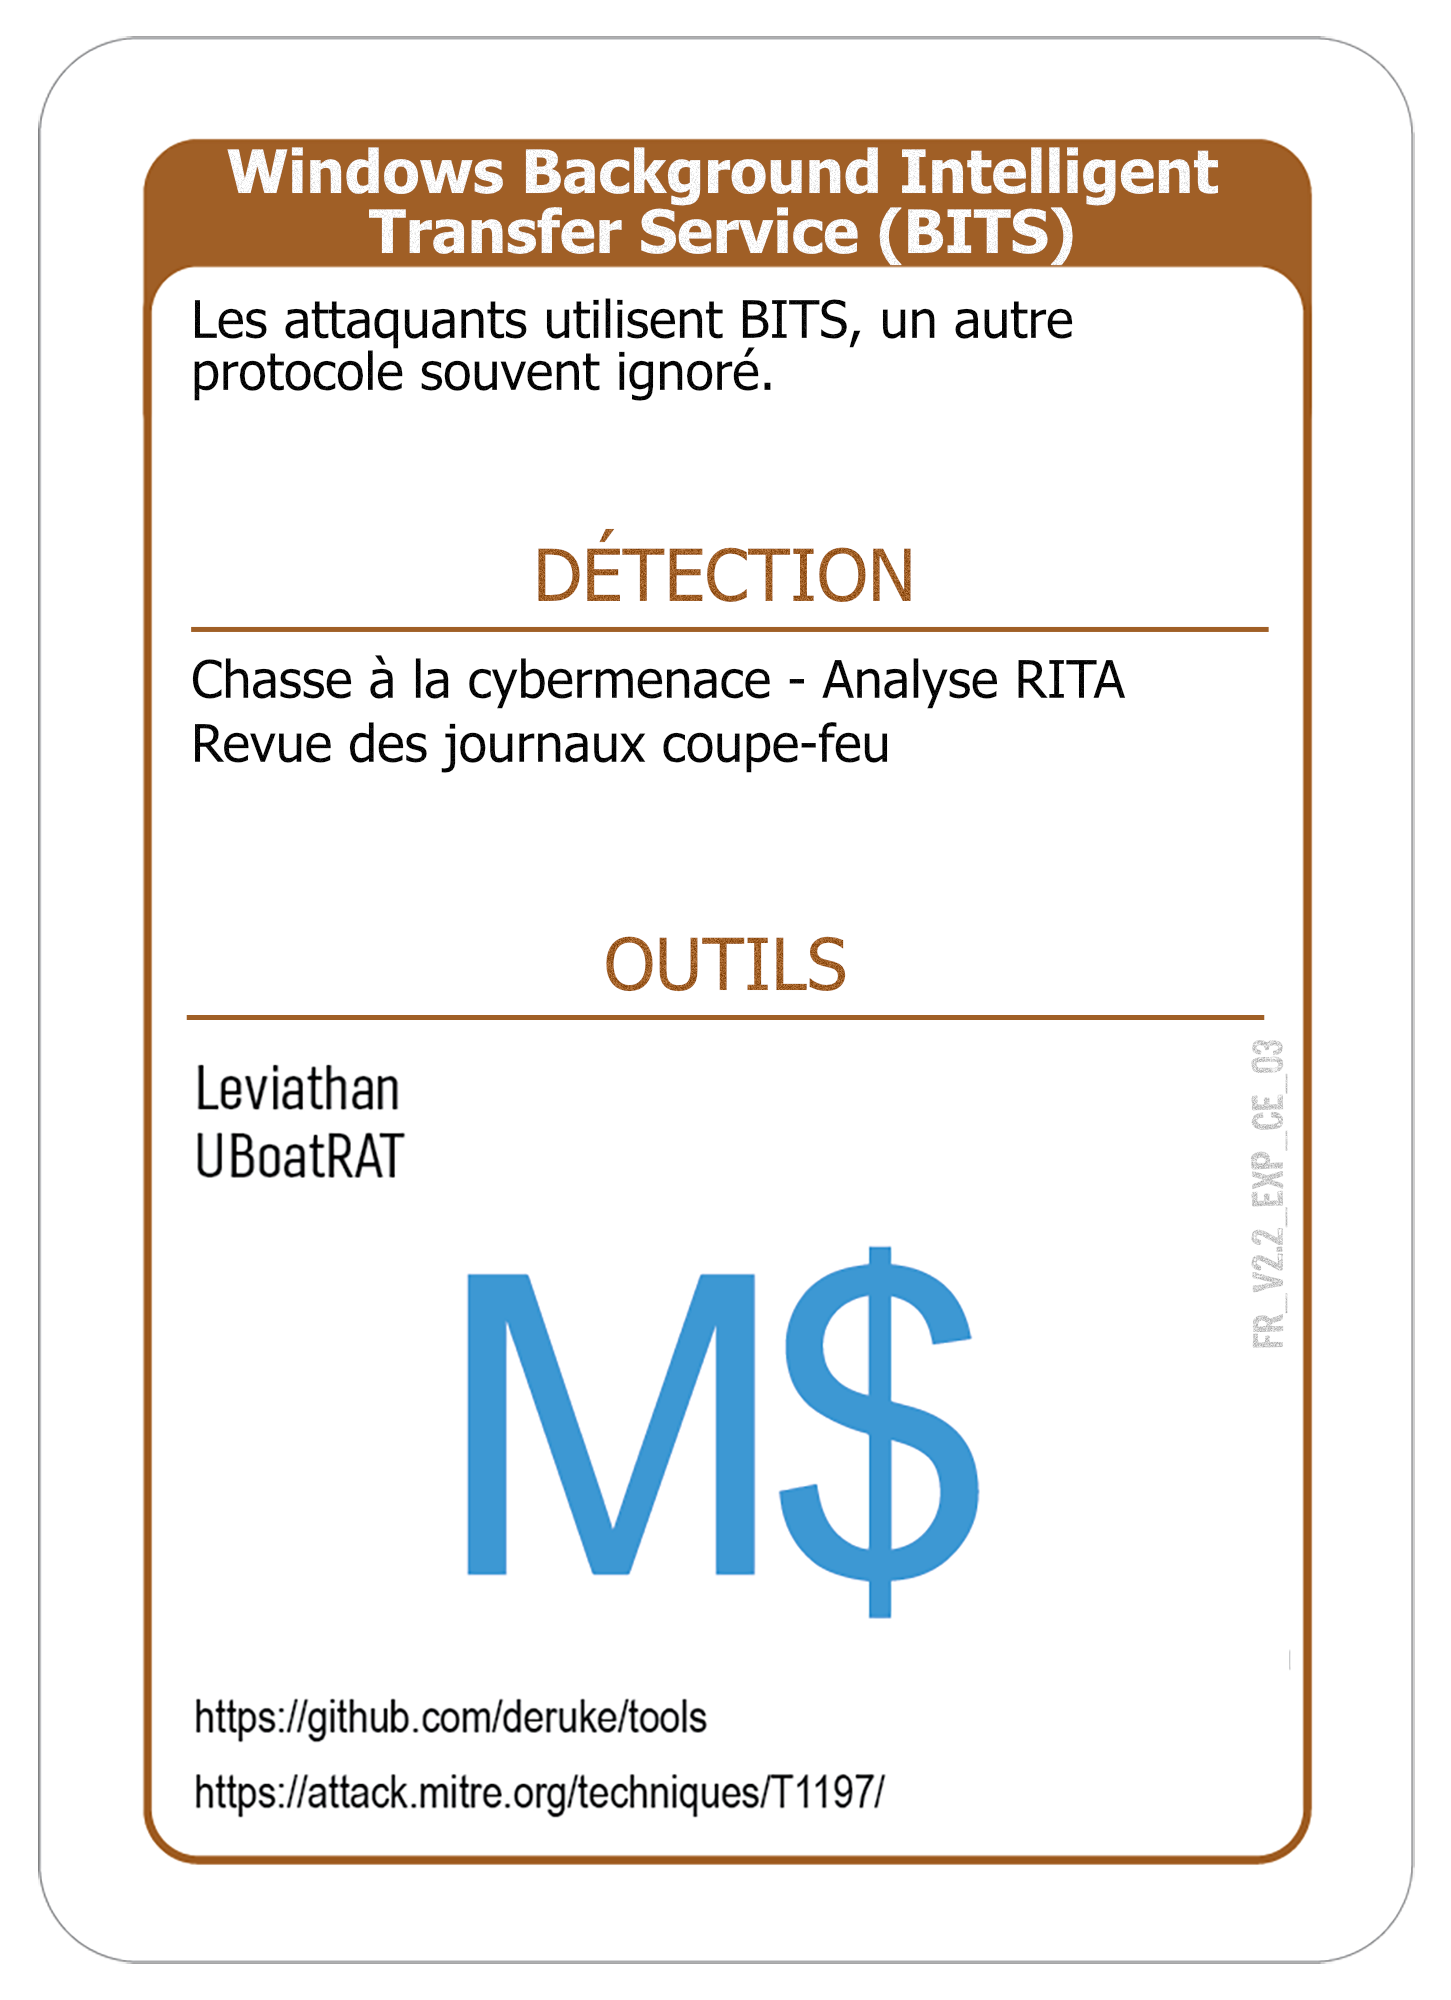 Windows Background Intelligent
Transfer Service (BITS)
Les attaquants utilisent BITS, un autre
protocole souvent ignoré.
DÉTECTION
Chasse à la cybermenace - Analyse RITA
Revue des journaux coupe-feu
OUTILS
Leviathan
UBoatRAT
FR_V2.2_EXP_CE_03
M$
https://github.com/deruke/tools
https://attack.mitre.org/techniques/T1197/